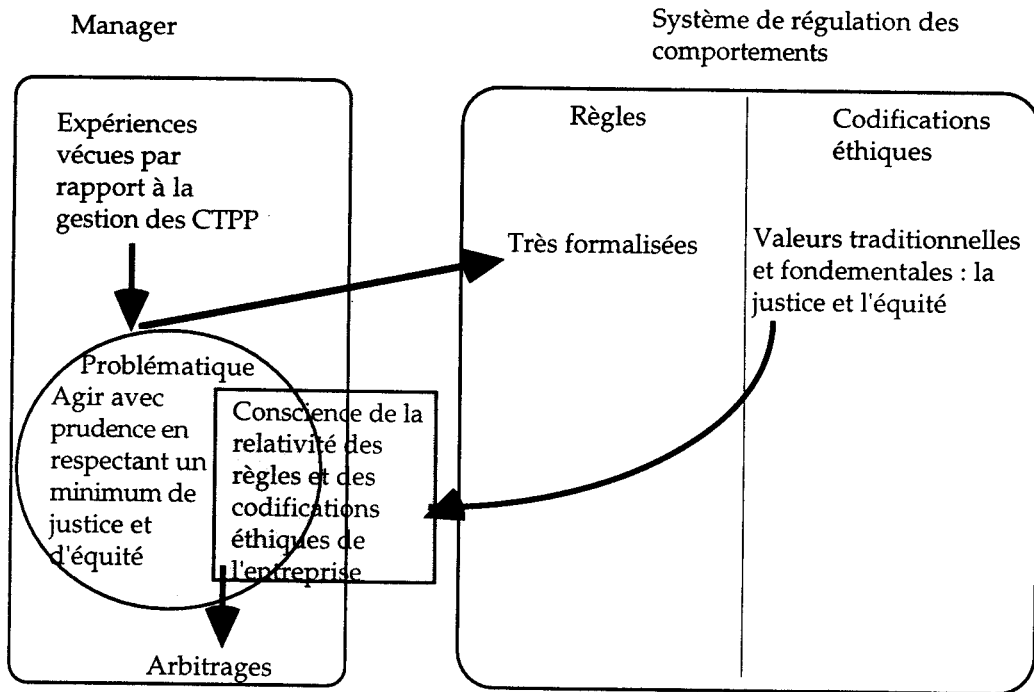 Manager
Système de régulation des
comportements
Expériences
vécues par
rapport à la
gestion des CTPP
Problématique
Agir avec
prudence en
respectant un
minimum de
justice et
d'équité
Conscience de la
relativité des
règles et des
codifications
éthiques de
l'entreprise
Arbitrages
Règles
Très formalisées
Codifications
éthiques
Valeurs traditionnelles
et fondementales : la
justice et l'équité